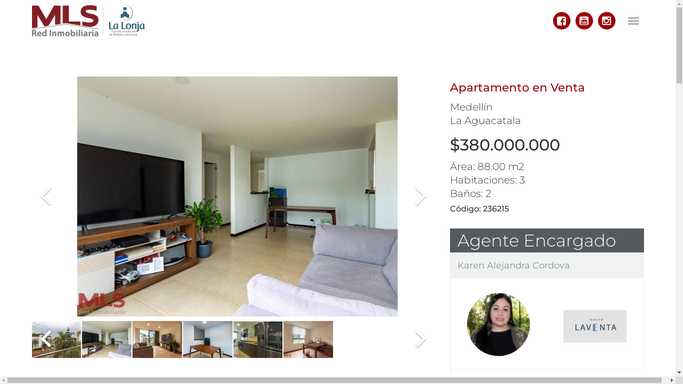 MLS
Red Inmobiliaria
La Lonja
Apartamento en Venta
Medellín
La Aguacatala
$380.000.000
Área: 88.00 m2
Habitaciones: 3
Baños: 2
Código: 236215
Agente Encargado
Karen Alejandra Cordova
MLS
LAVENTA